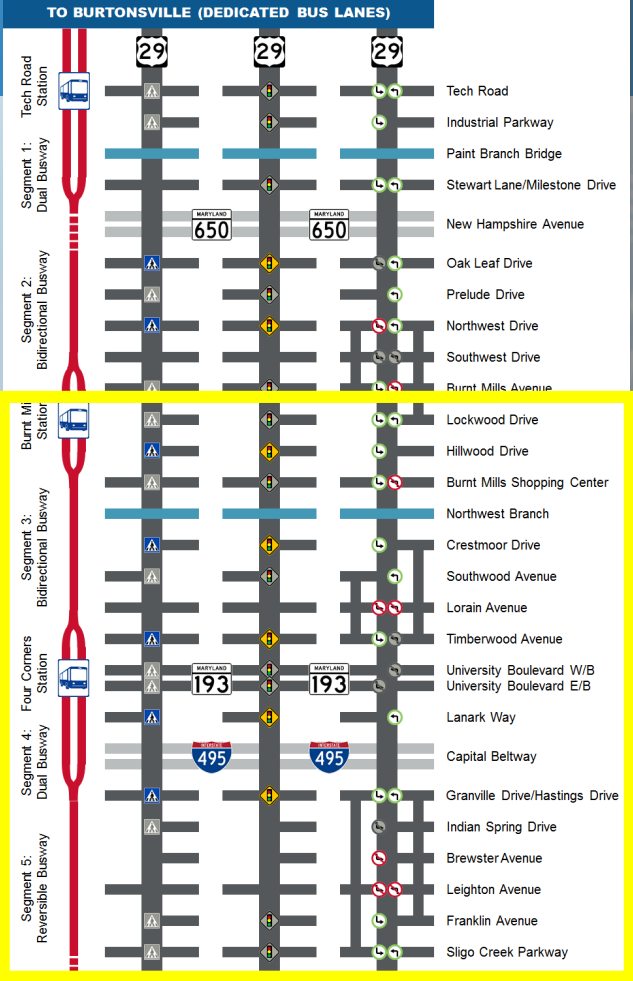 TO BURTONSVILLE (DEDICATED BUS LANES)
29 29 29
Tech Road
Station
Tech Road
Industrial Parkway
Segment 1:
Dual Busway
Paint Branch Bridge
Stewart Lane/Milestone Drive
MARYLAND
650
MARYLAND
650
New Hampshire Avenue
Segment 2:
Bidirectional Busway
Oak Leaf Drive
Prelude Drive
Northwest Drive
Southwest Drive
Burnt Mills Avenue
Burnt Mi
Station
Lockwood Drive
Hillwood Drive
Burnt Mills Shopping Center
Segment 3:
Bidirectional Busway
Northwest Branch
Crestmoor Drive
Southwood Avenue
Lorain Avenue
Timberwood Avenue
Four Corners
Station
MARYLAND
193
MARYLAND
193
University Boulevard W/B
University Boulevard E/B
Lanark Way
Segment 4:
Dual Busway
INTERSTATE
495
INTERSTATE
495
Capital Beltway
Granville Drive/Hastings Drive
Segment 5:
Reversible Busway
Indian Spring Drive
Brewster Avenue
Leighton Avenue
Franklin Avenue
Sligo Creek Parkway